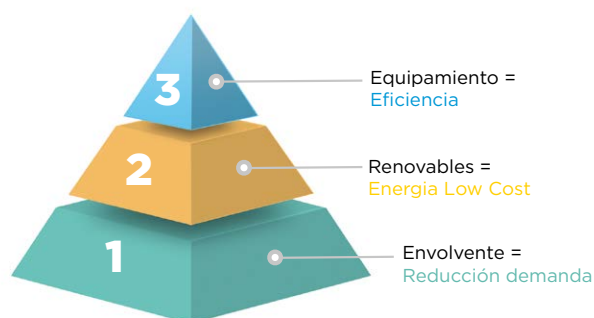 3
Equipamiento =
Eficiencia
2
Renovables =
Energia Low Cost
1
Envolvente =
Reducción demanda